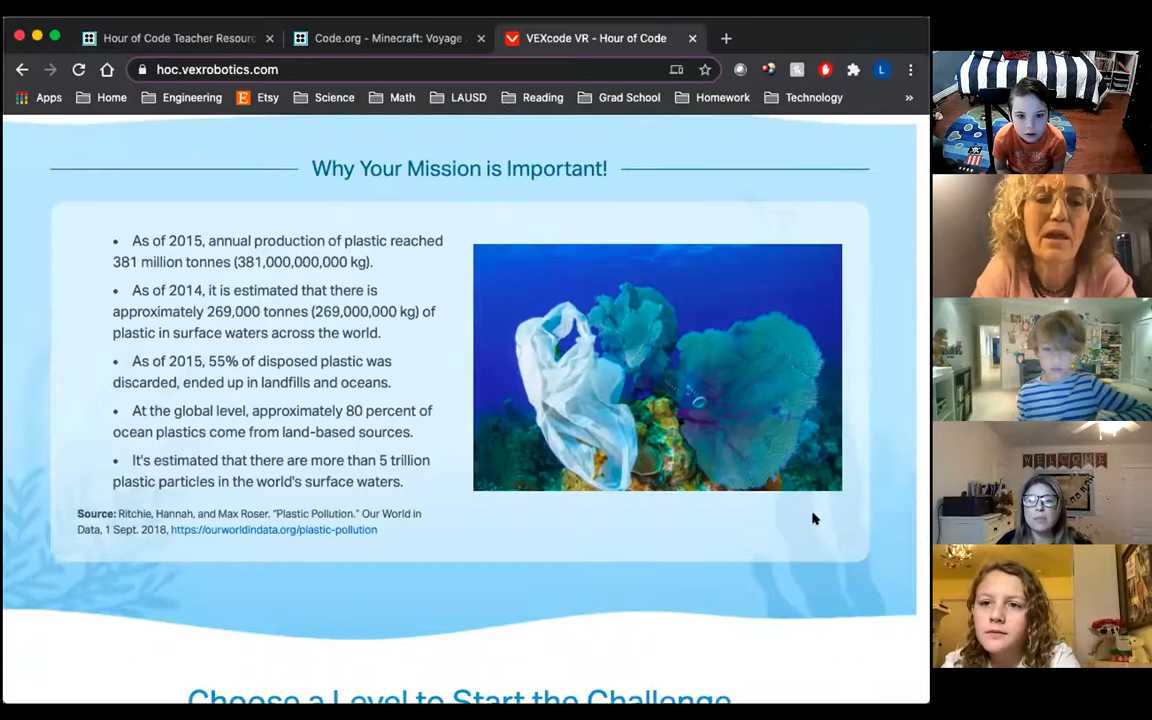 Hour of Code Teacher Resourc
Code.org - Minecraft: Voyage
VEXcode VR - Hour of Code
hoc.vexrobotics.com
L
Apps Home Engineering Etsy Science Math LAUSD Reading Grad School Homework Technology »
Why Your Mission is Important!
• As of 2015, annual production of plastic reached
381 million tonnes (381,000,000,000 kg).
• As of 2014, it is estimated that there is
approximately 269,000 tonnes (269,000,000 kg) of
plastic in surface waters across the world.
• As of 2015, 55% of disposed plastic was
discarded, ended up in landfills and oceans.
• At the global level, approximately 80 percent of
ocean plastics come from land-based sources.
• It's estimated that there are more than 5 trillion
plastic particles in the world's surface waters.
Source: Ritchie, Hannah, and Max Roser. "Plastic Pollution." Our World in
Data, 1 Sept. 2018, https://ourworldindata.org/plastic-pollution
Choose a Level to Start the Challenge
WELCOME